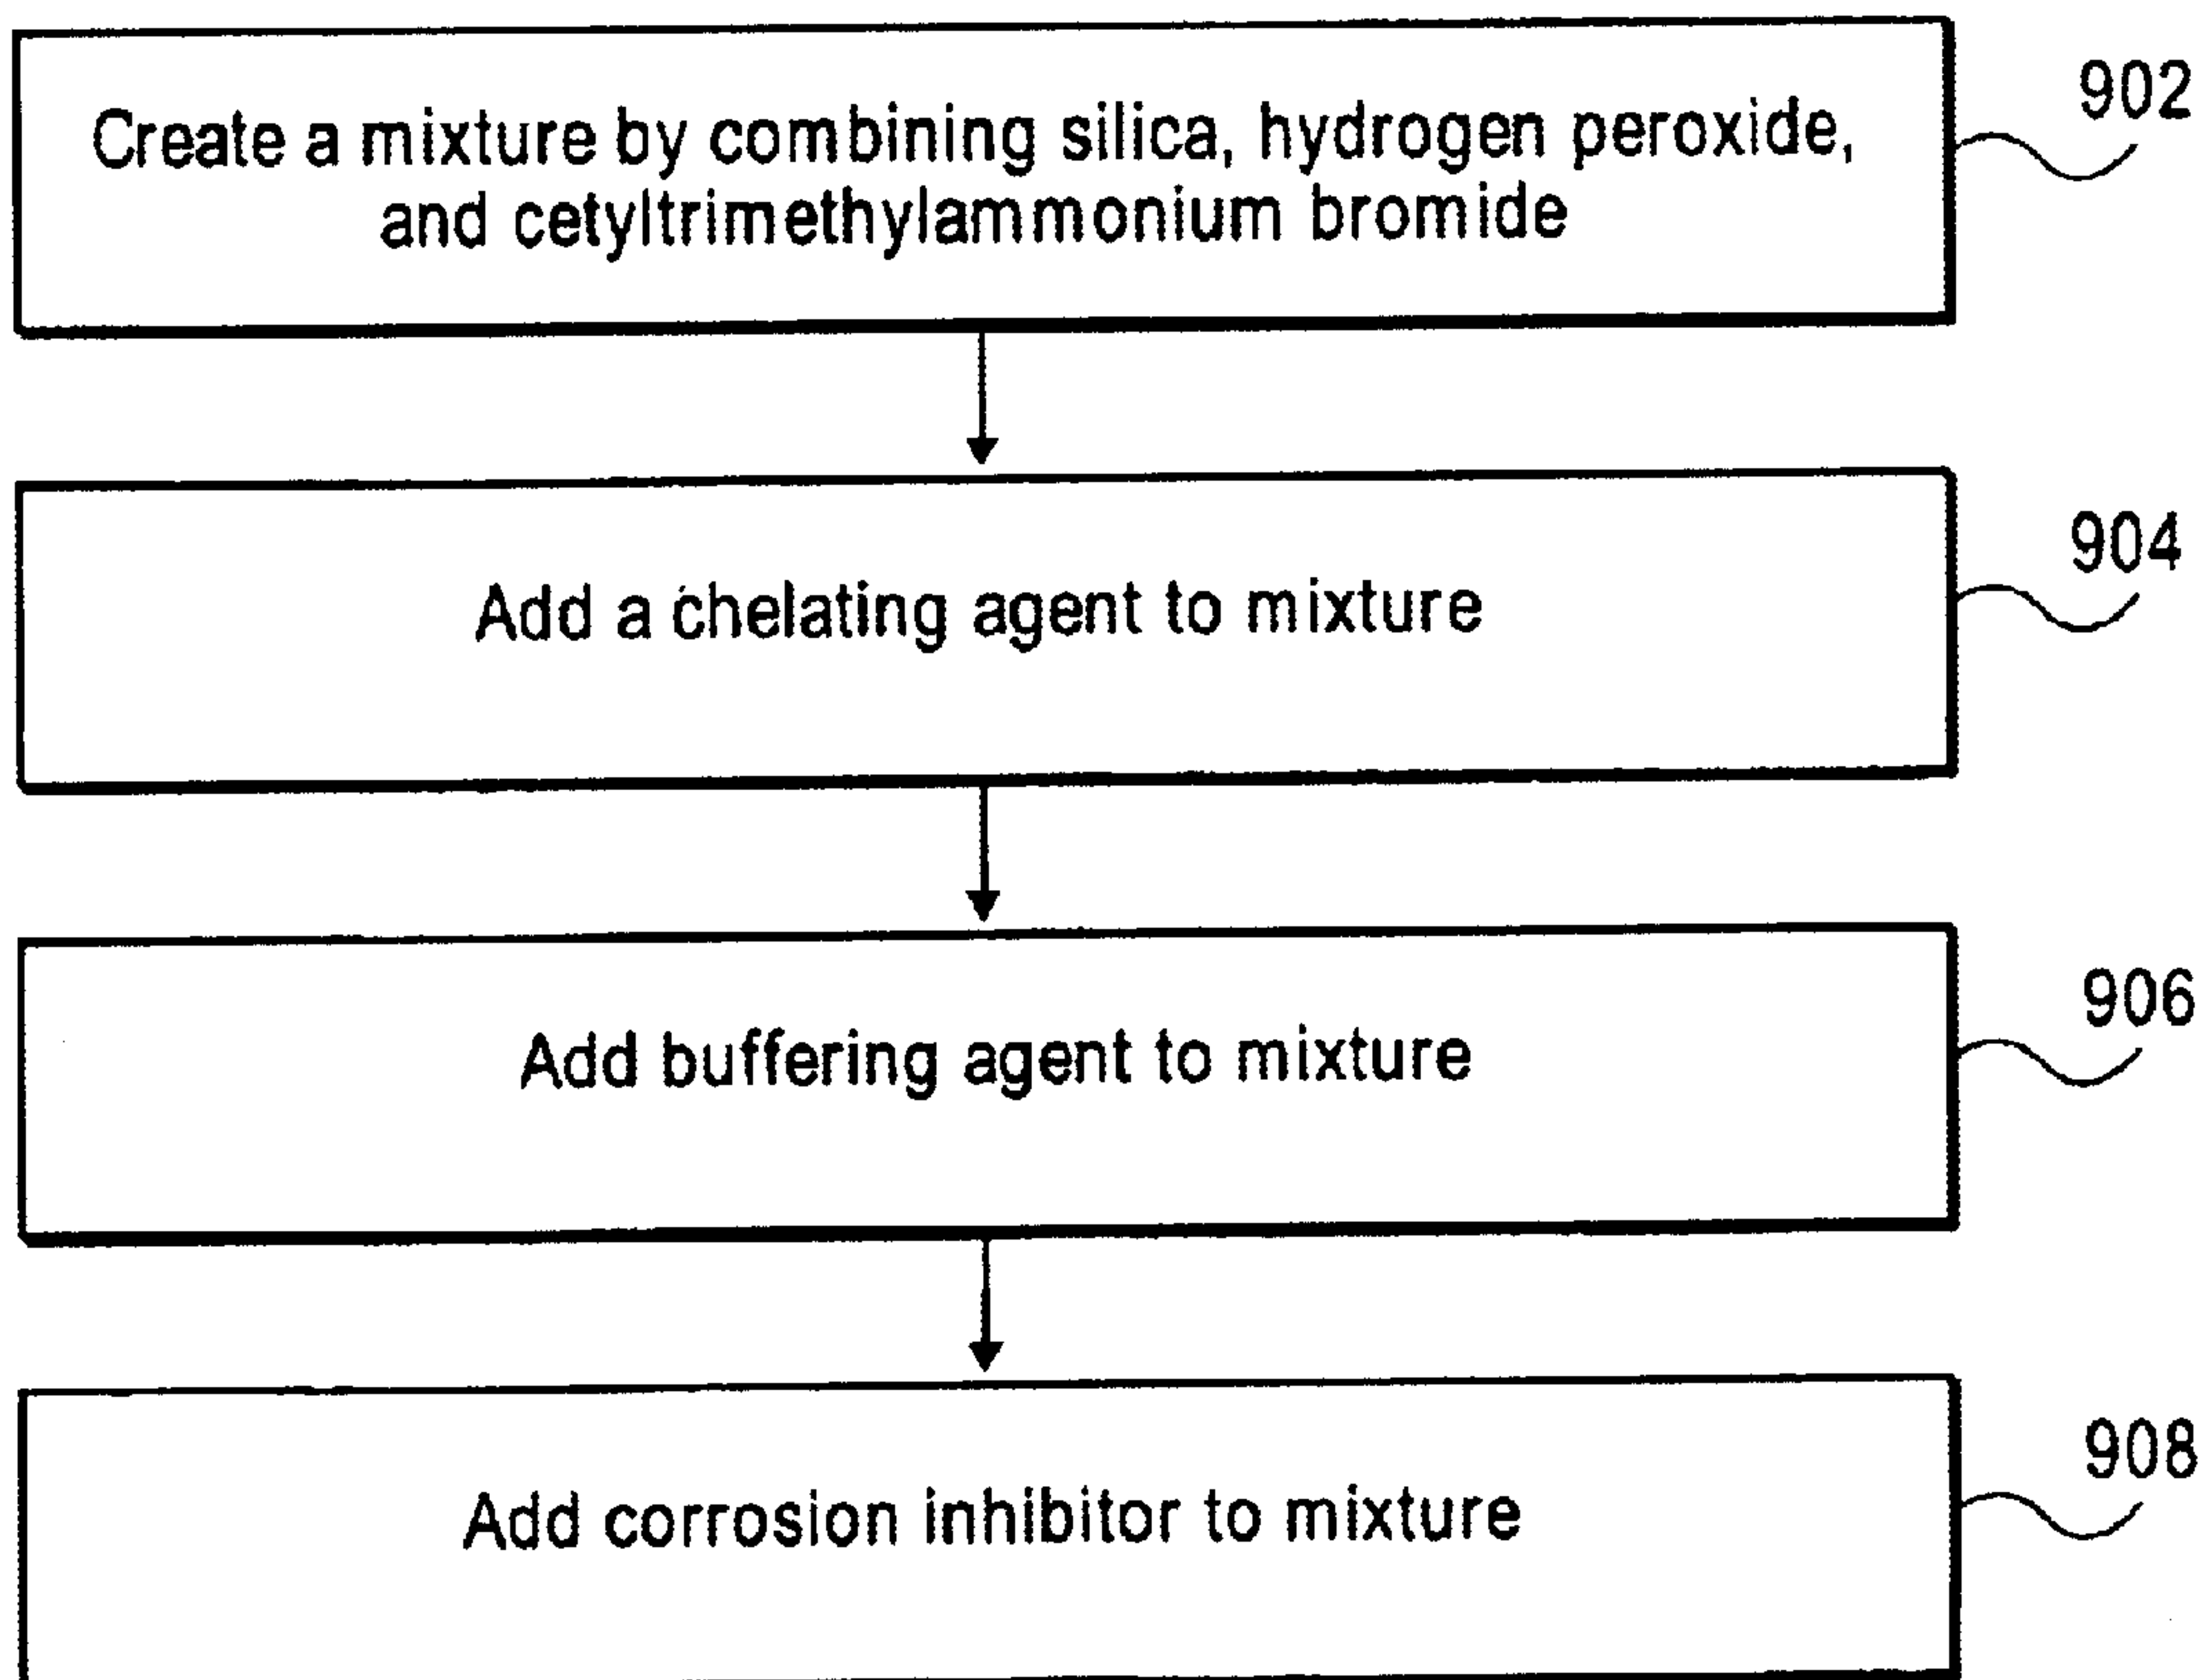 902
Create a mixture by combining silica, hydrogen peroxide,
and cetyltrimethylammonium bromide
904
Add a chelating agent to mixture
906
Add buffering agent to mixture
908
Add corrosion inhibitor to mixture